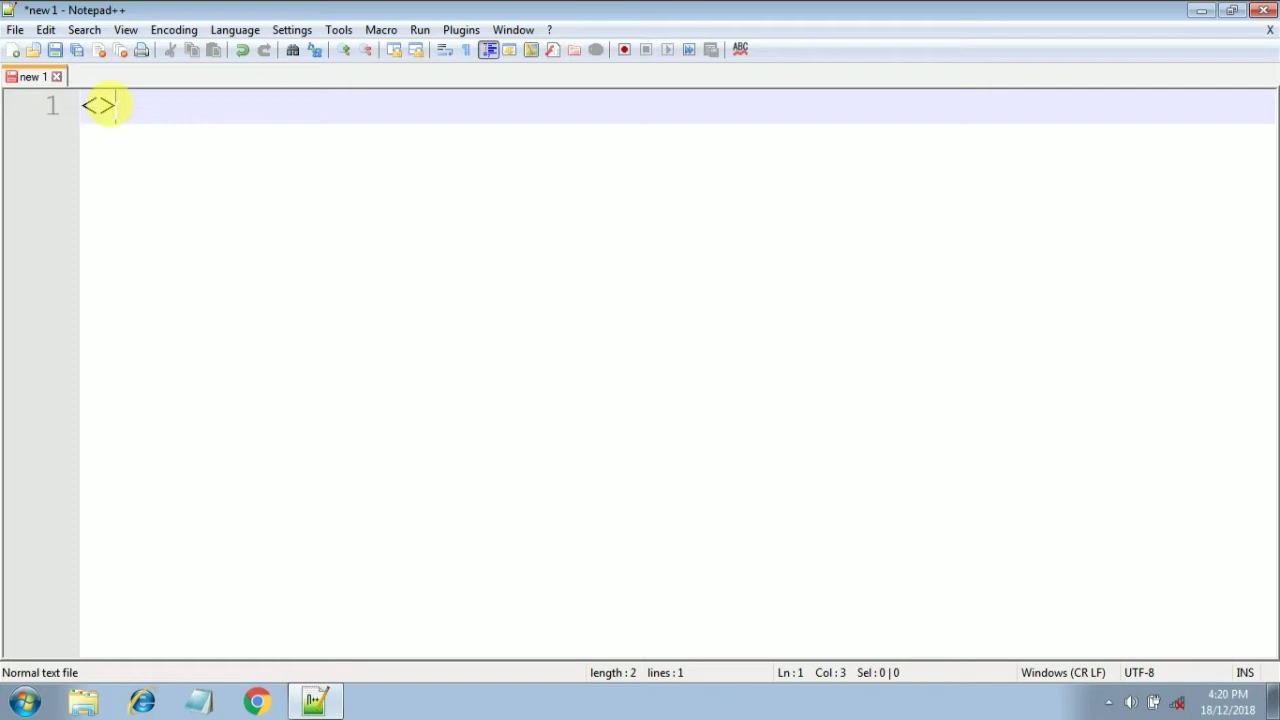 *new 1 - Notepad++
File Edit Search View Encoding Language Settings Tools Macro Run Plugins Window ? X
ABC
new 1
1 <>
Normal text file length : 2 lines : 1 Ln : 1 Col : 3 Sel : 0 | 0 Windows (CR LF) UTF-8 INS
4:20 PM
18/12/2018